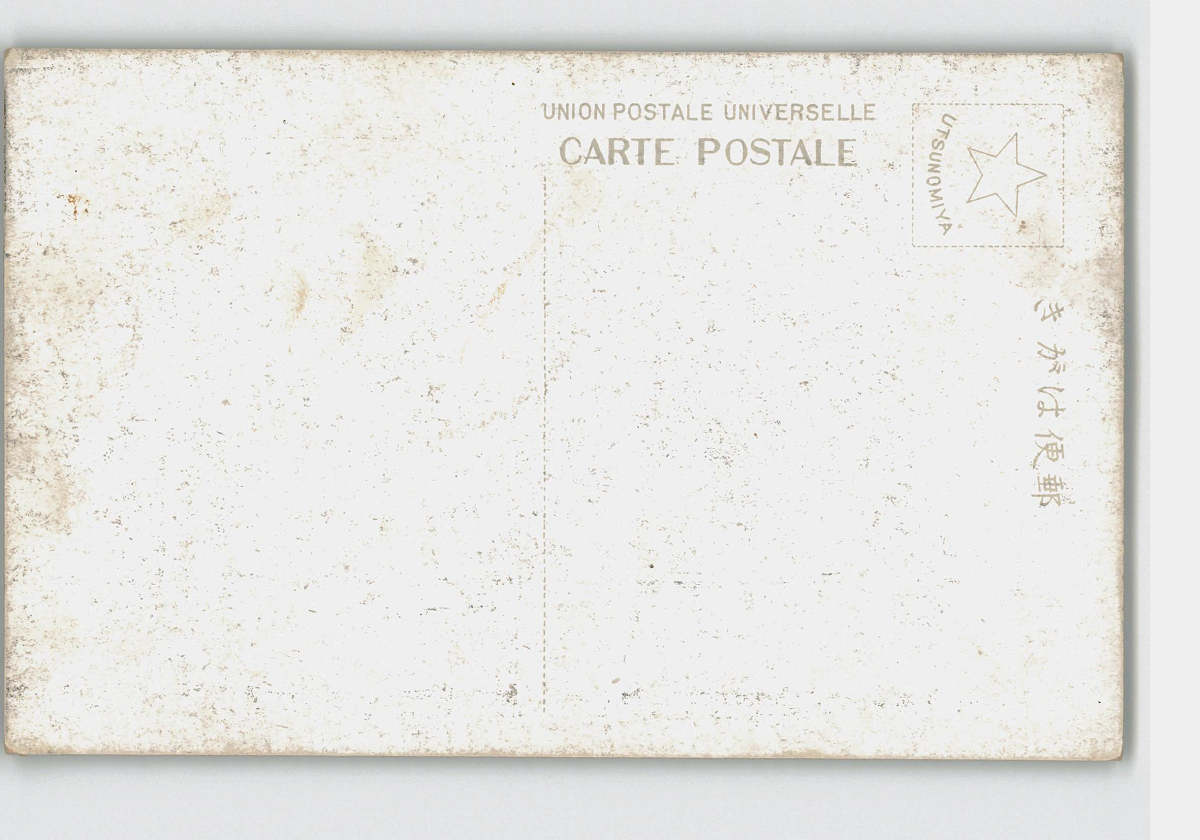 UNION POSTALE UNIVERSELLE
CARTE POSTALE
UTSUNOMIYA
きがは便郵